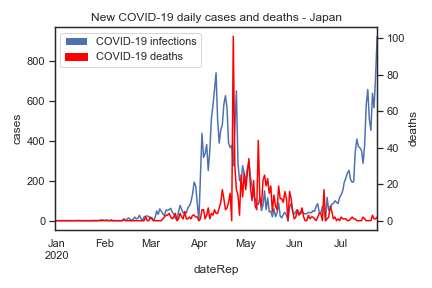 New COVID-19 daily cases and deaths - Japan
COVID-19 infections
COVID-19 deaths
800
600
400
200
0
cases
100
80
60
40
20
0
deaths
Jan Feb Mar Apr May Jun Jul
2020
dateRep